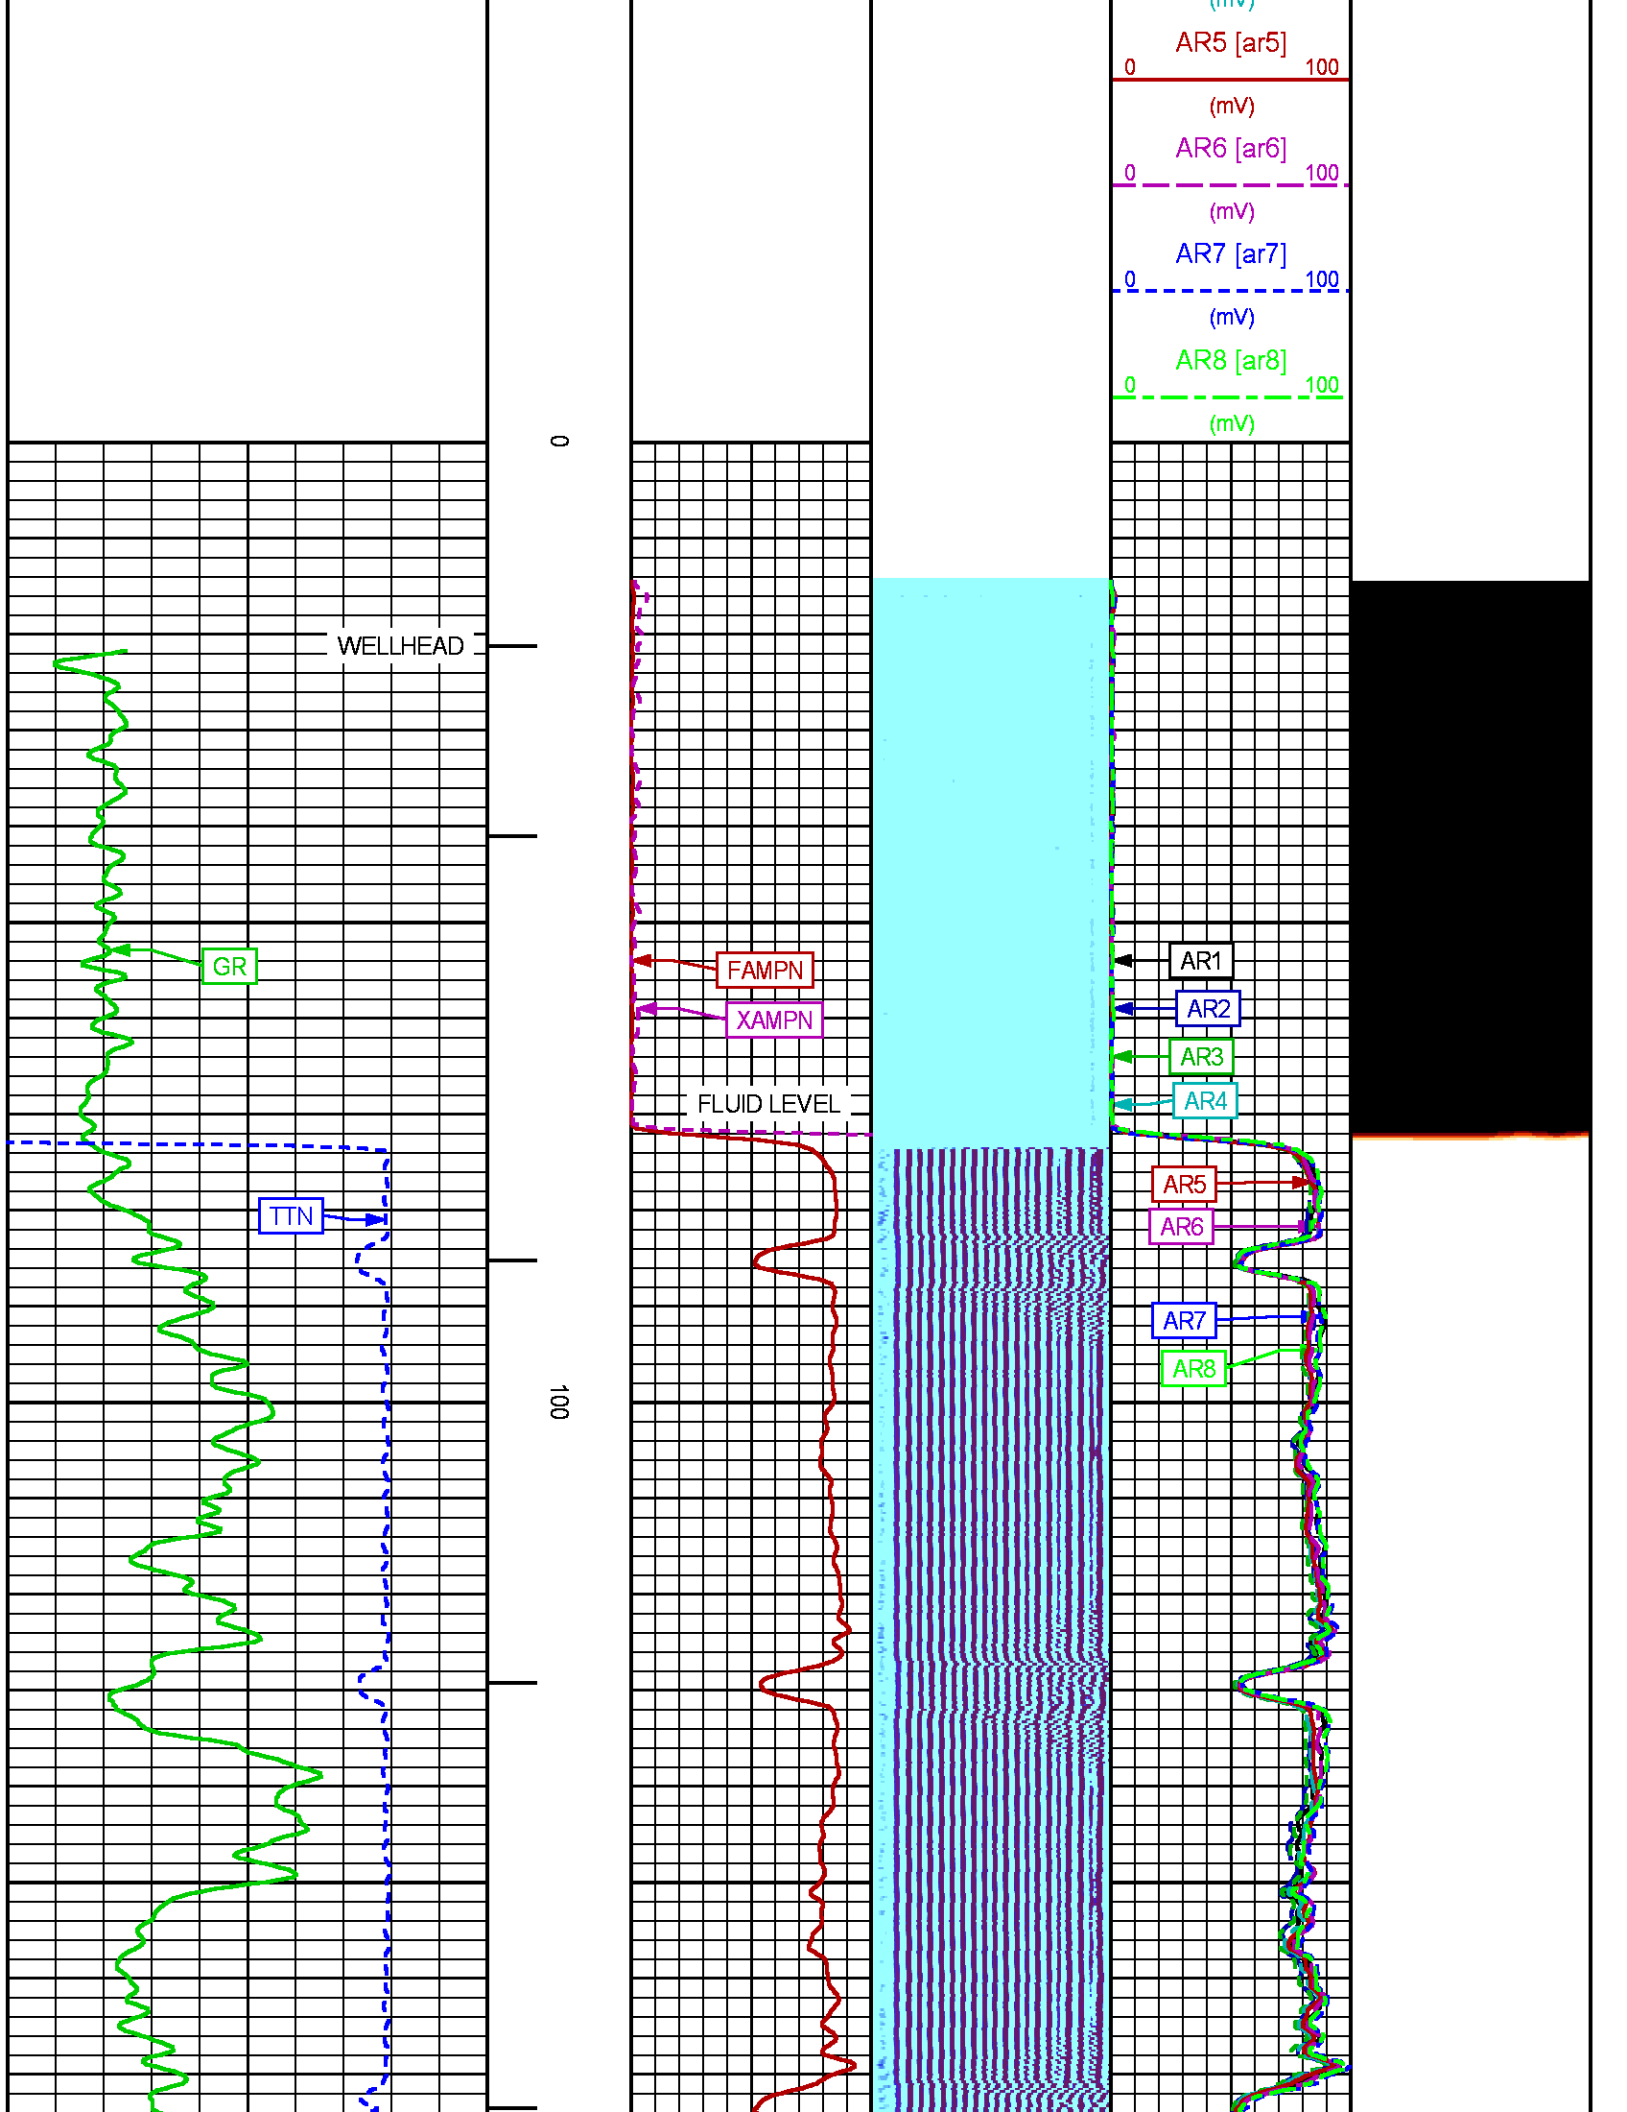 (mV)
AR5 [ar5]
0 100
(mV)
AR6 [ar6]
0 100
(mV)
AR7 [ar7]
0 100
(mV)
AR8 [ar8]
0 100
(mV)
0
WELLHEAD
GR
FAMPN
AR1
XAMPN
AR2
AR3
FLUID LEVEL
AR4
AR5
TTN
AR6
AR7
AR8
100